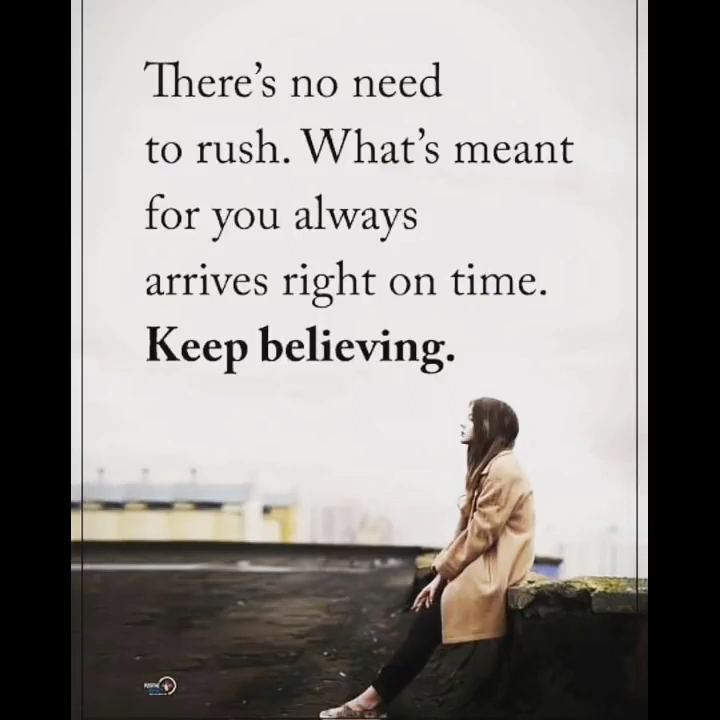 There's no need
to rush. What's meant
for you always
arrives right on time.
Keep believing.